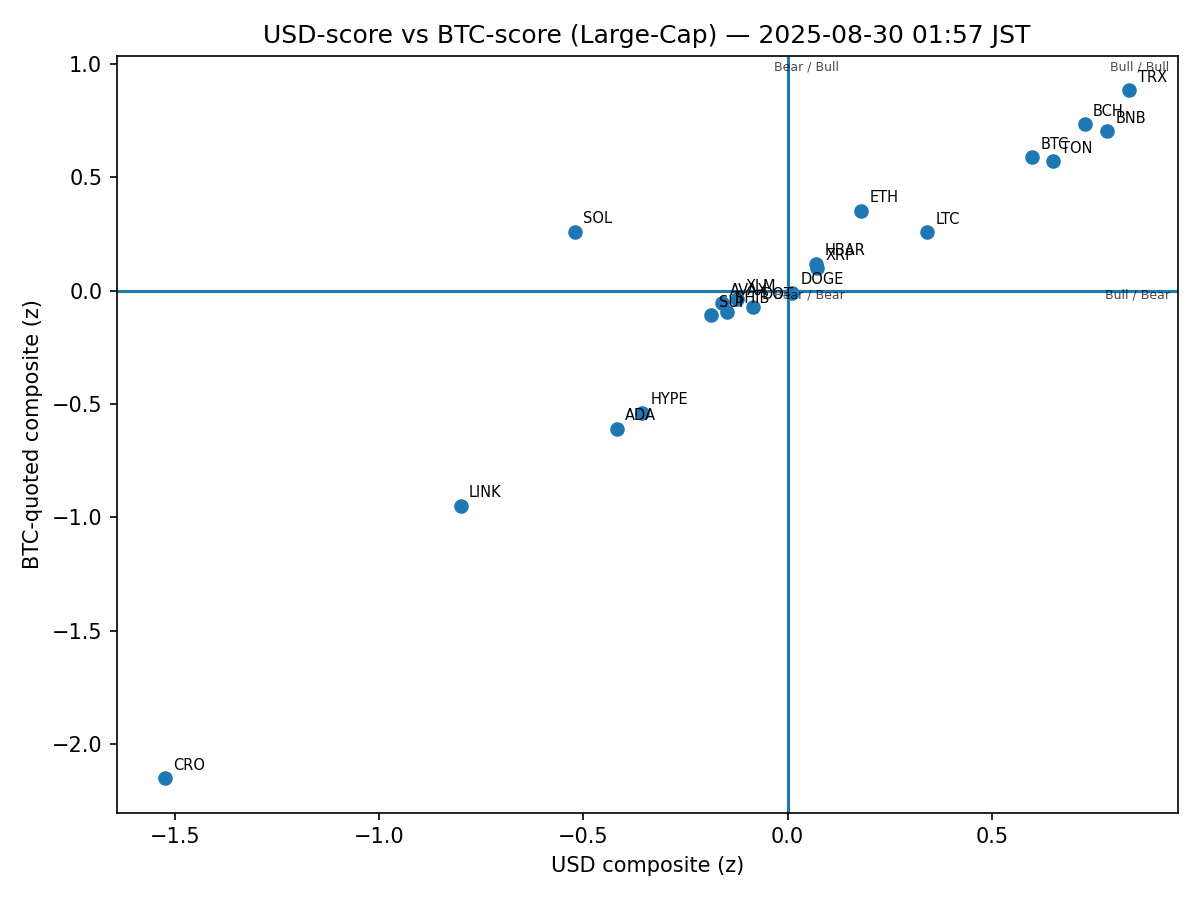 USD-score vs BTC-score (Large-Cap) — 2025-08-30 01:57 JST
Bear / Bull
Bull / Bull
TRX
BCH
BNB
BTC
TON
ETH
LTC
SOL
HBAR
XRP
DOGE
XLM
AVAX
DOT
SHIB
SUI
Bear / Bear
Bull / Bear
HYPE
ADA
LINK
CRO
1.0
0.5
0.0
−0.5
−1.0
−1.5
−2.0
BTC-quoted composite (z)
−1.5
−1.0
−0.5
0.0
0.5
USD composite (z)